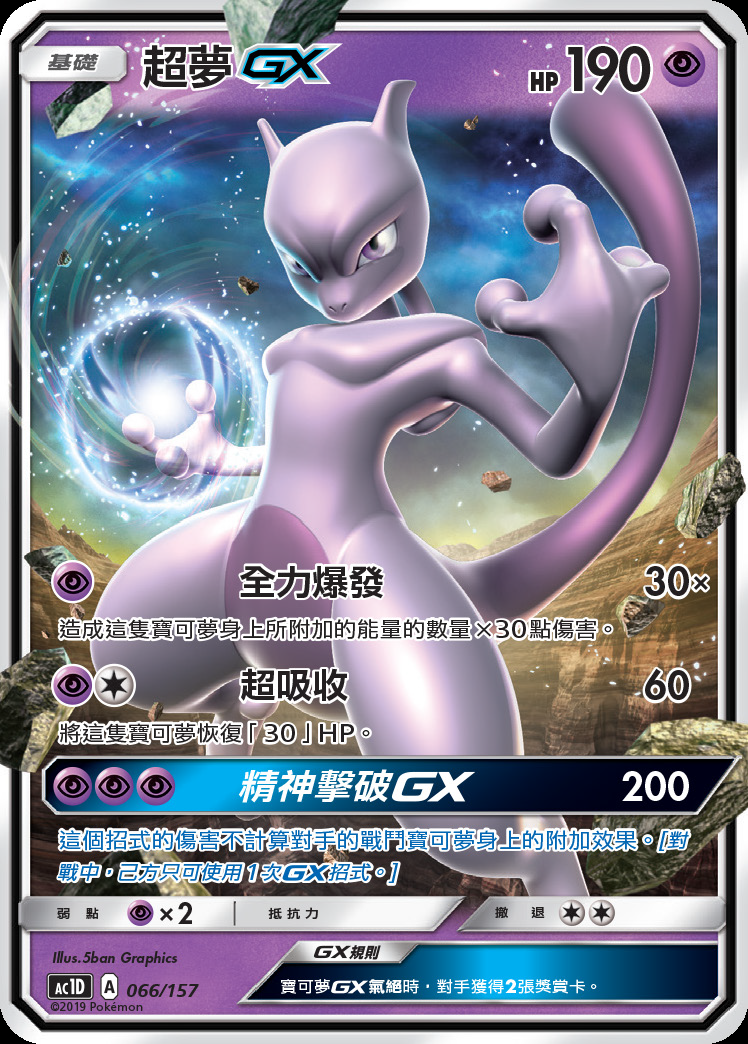 基礎 超夢GX HP 190
全力爆發 30×
造成這隻寶可夢身上所附加的能量的數量×30點傷害。
超吸收 60
將這隻寶可夢恢復「30」HP。
精神擊破GX 200
這個招式的傷害不計算對手的戰鬥寶可夢身上的附加效果。[對
戰中,己方只可使用1次GX招式。]
弱點 ×2 抵抗力 撤退
Illus.5ban Graphics
GX規則
AC1D A 066/157
寶可夢GX氣絕時,對手獲得2張獎賞卡。
©2019 Pokémon